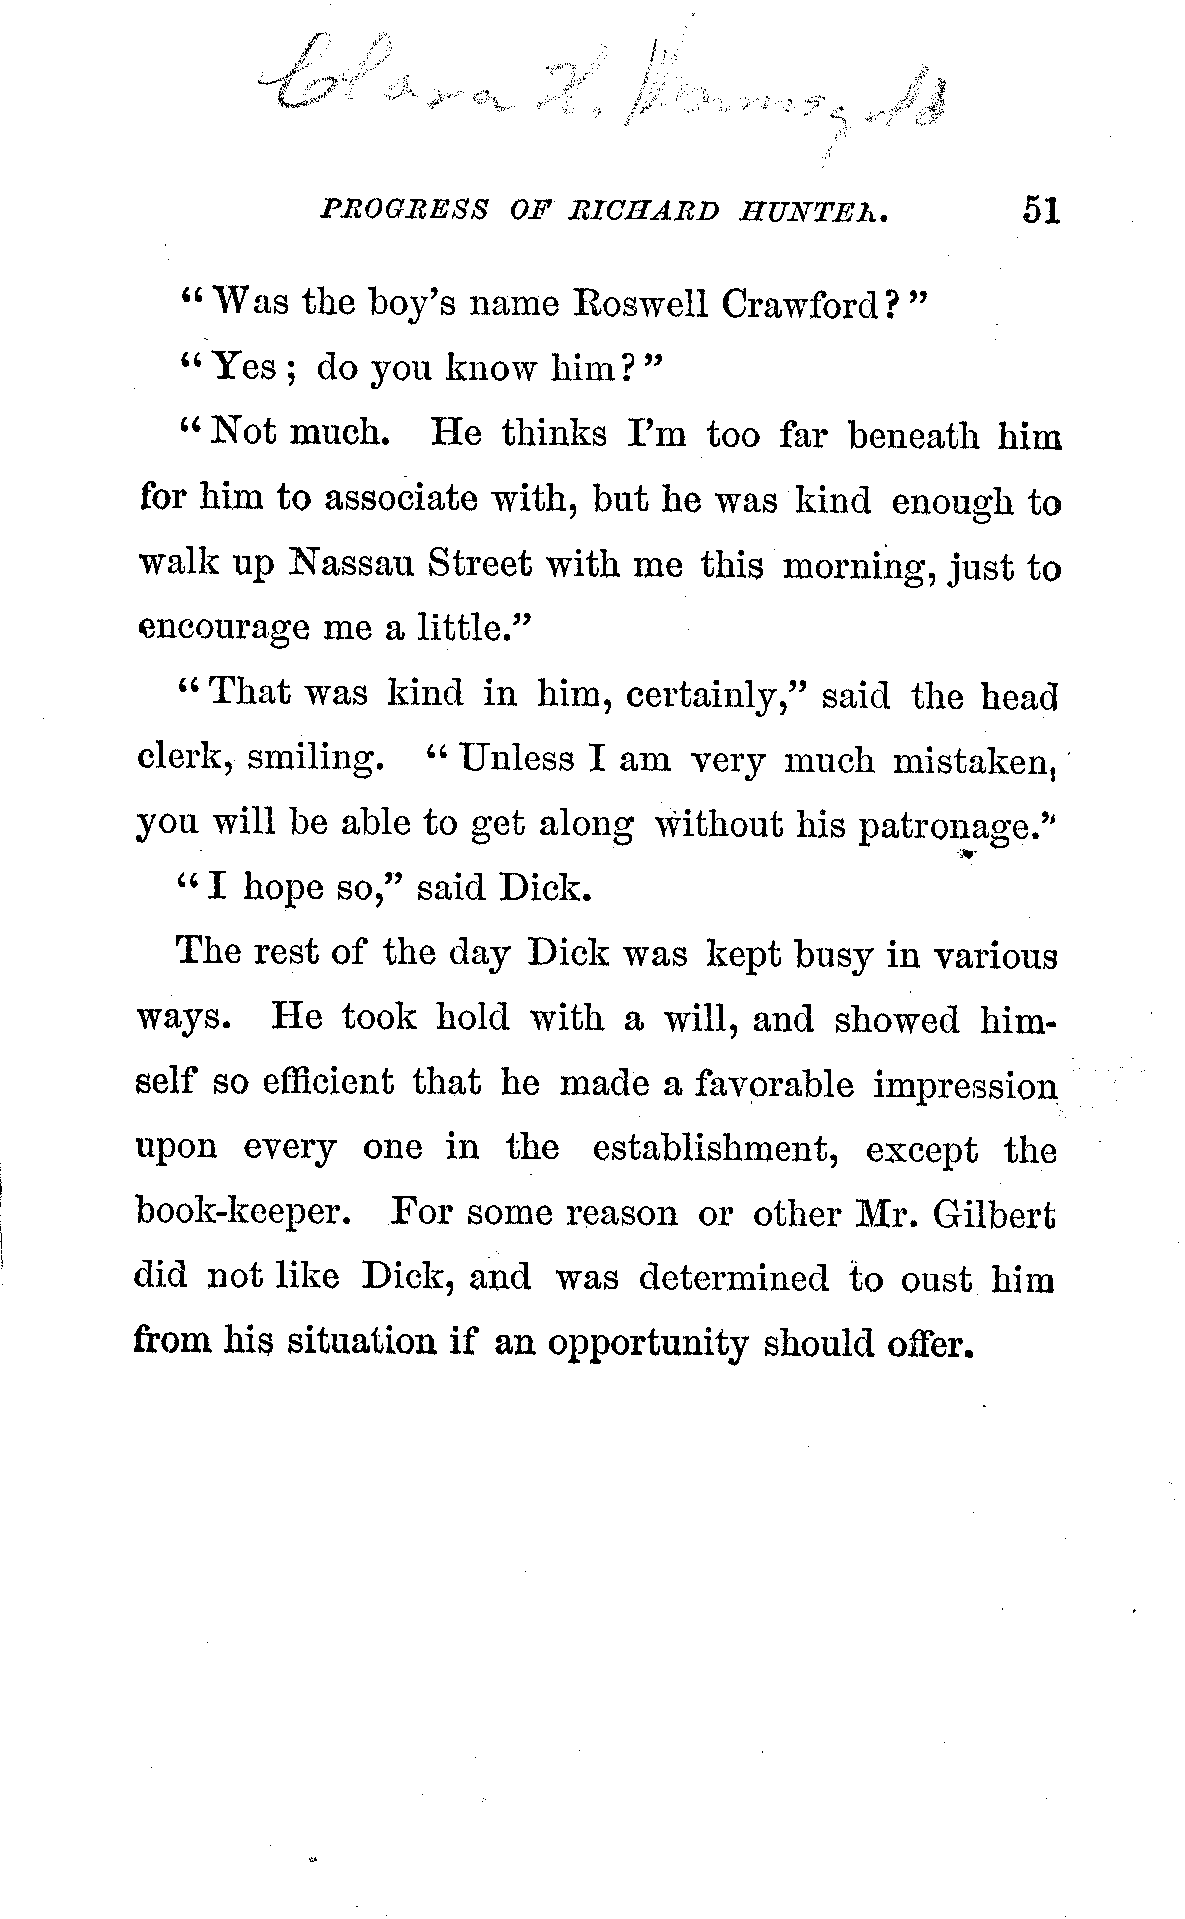 Clara H.
PROGRESS OF RICHARD HUNTER. 51
“Was the boy’s name Roswell Crawford?”
“Yes; do you know him?”
“Not much. He thinks I’m too far beneath him
for him to associate with, but he was kind enough to
walk up Nassau Street with me this morning, just to
encourage me a little.”
“That was kind in him, certainly,” said the head
clerk, smiling. “Unless I am very much mistaken,
you will be able to get along without his patronage.”
“I hope so,” said Dick.
The rest of the day Dick was kept busy in various
ways. He took hold with a will, and showed him-
self so efficient that he made a favorable impression
upon every one in the establishment, except the
book-keeper. For some reason or other Mr. Gilbert
did not like Dick, and was determined to oust him
from his situation if an opportunity should offer.